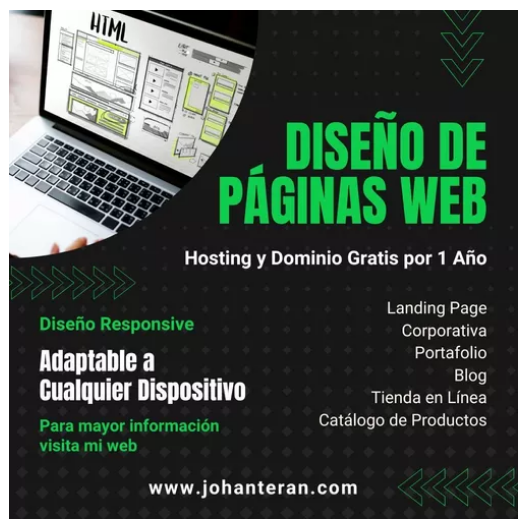 HTML
DISEÑO DE
PÁGINAS WEB
Hosting y Dominio Gratis por 1 Año
Landing Page
Corporativa
Portafolio
Blog
Tienda en Línea
Catálogo de Productos
Diseño Responsive
Adaptable a
Cualquier Dispositivo
Para mayor información
visita mi web
www.johanteran.com